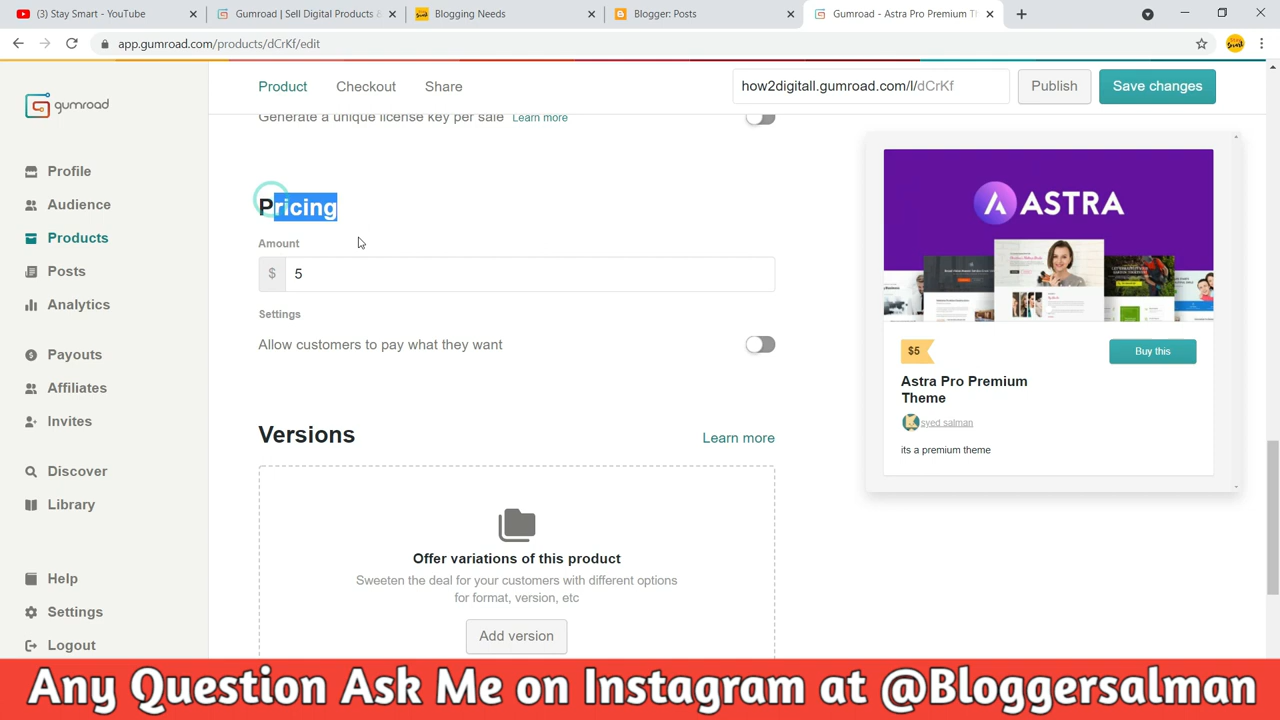 (3) Stay Smart - YouTube
Gumroad | Sell Digital Products &
Blogging Needs
Blogger: Posts
Gumroad - Astra Pro Premium Th
app.gumroad.com/products/dCrKf/edit
gumroad
Product
Checkout
Share
how2digitall.gumroad.com/l/dCrKf
Publish
Save changes
Profile
Audience
Products
Posts
Analytics
Payouts
Affiliates
Invites
Discover
Library
Help
Settings
Logout
Generate a unique license key per sale Learn more
Pricing
Amount
$ 5
Settings
Allow customers to pay what they want
Versions
Learn more
Offer variations of this product
Sweeten the deal for your customers with different options
for format, version, etc
Add version
ASTRA
$5
Buy this
Astra Pro Premium
Theme
syed salman
its a premium theme
Any Question Ask Me on Instagram at @Bloggersalman